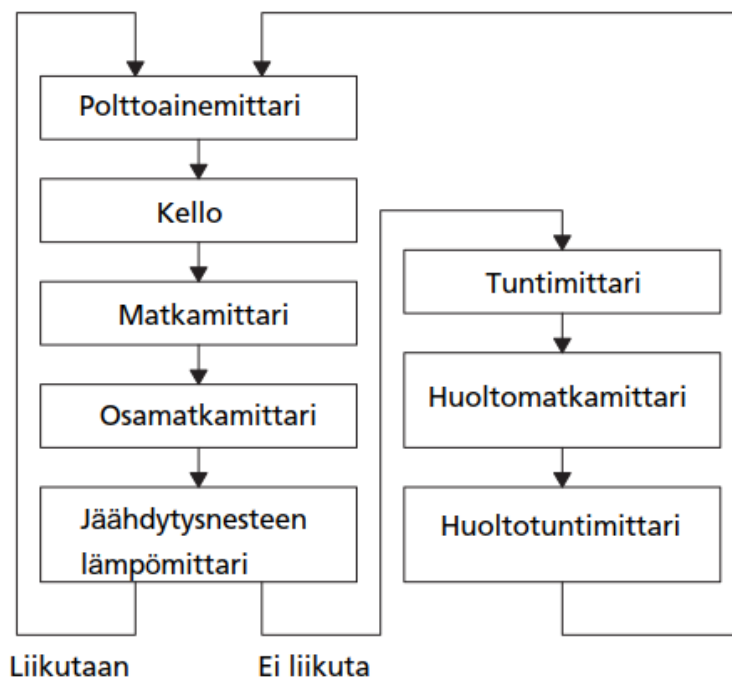 Polttoainemittari
Kello
Matkamittari
Osamatkamittari
Jäähdytysnesteen
lämpömittari
Liikutaan
Ei liikuta
Tuntimittari
Huoltomatkamittari
Huoltotuntimittari